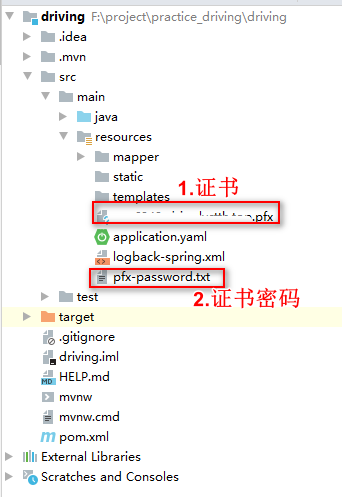 driving F:\project\practice_driving\driving
.idea
.mvn
src
main
java
resources
mapper
static
templates
1.证书
.pfx
application.yaml
logback-spring.xml
pfx-password.txt
2.证书密码
test
target
.gitignore
driving.iml
HELP.md
mvnw
mvnw.cmd
pom.xml
External Libraries
Scratches and Consoles